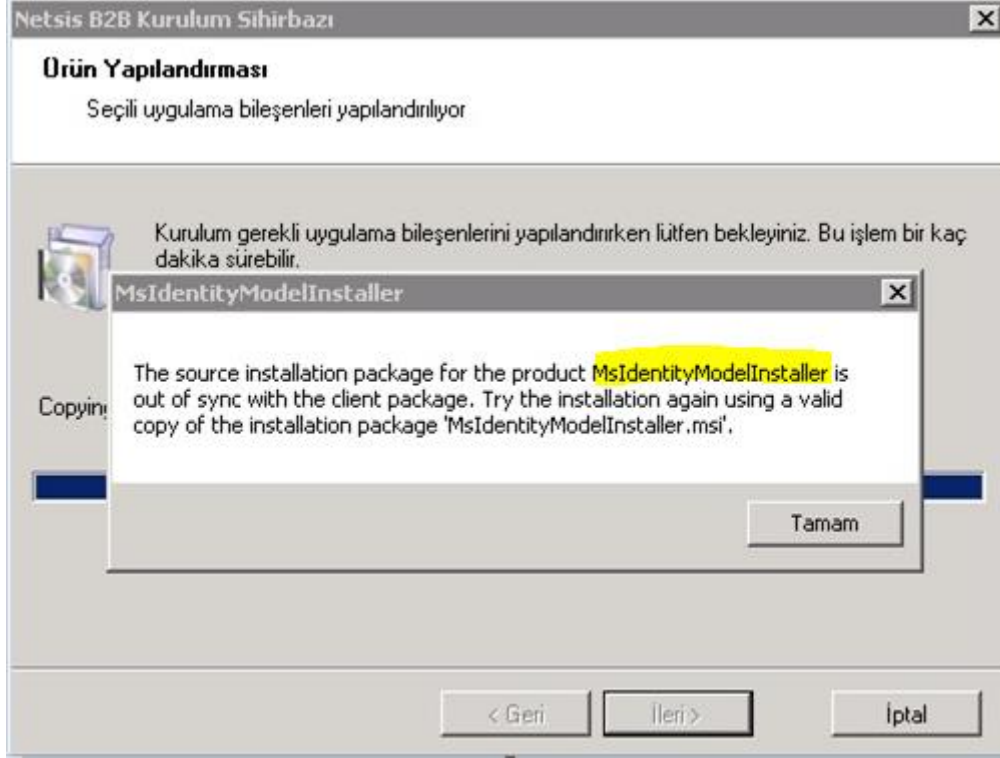 Netsis B2B Kurulum Sihirbazı
Ürün Yapılandırması
Seçili uygulama bileşenleri yapılandırılıyor
Kurulum gerekli uygulama bileşenlerini yapılandırırken lütfen bekleyiniz. Bu işlem bir kaç
dakika sürebilir.
MsIdentityModelInstaller
The source installation package for the product MsIdentityModelInstaller is
out of sync with the client package. Try the installation again using a valid
copy of the installation package 'MsIdentityModelInstaller.msi'.
Tamam
< Geri
İleri >
İptal